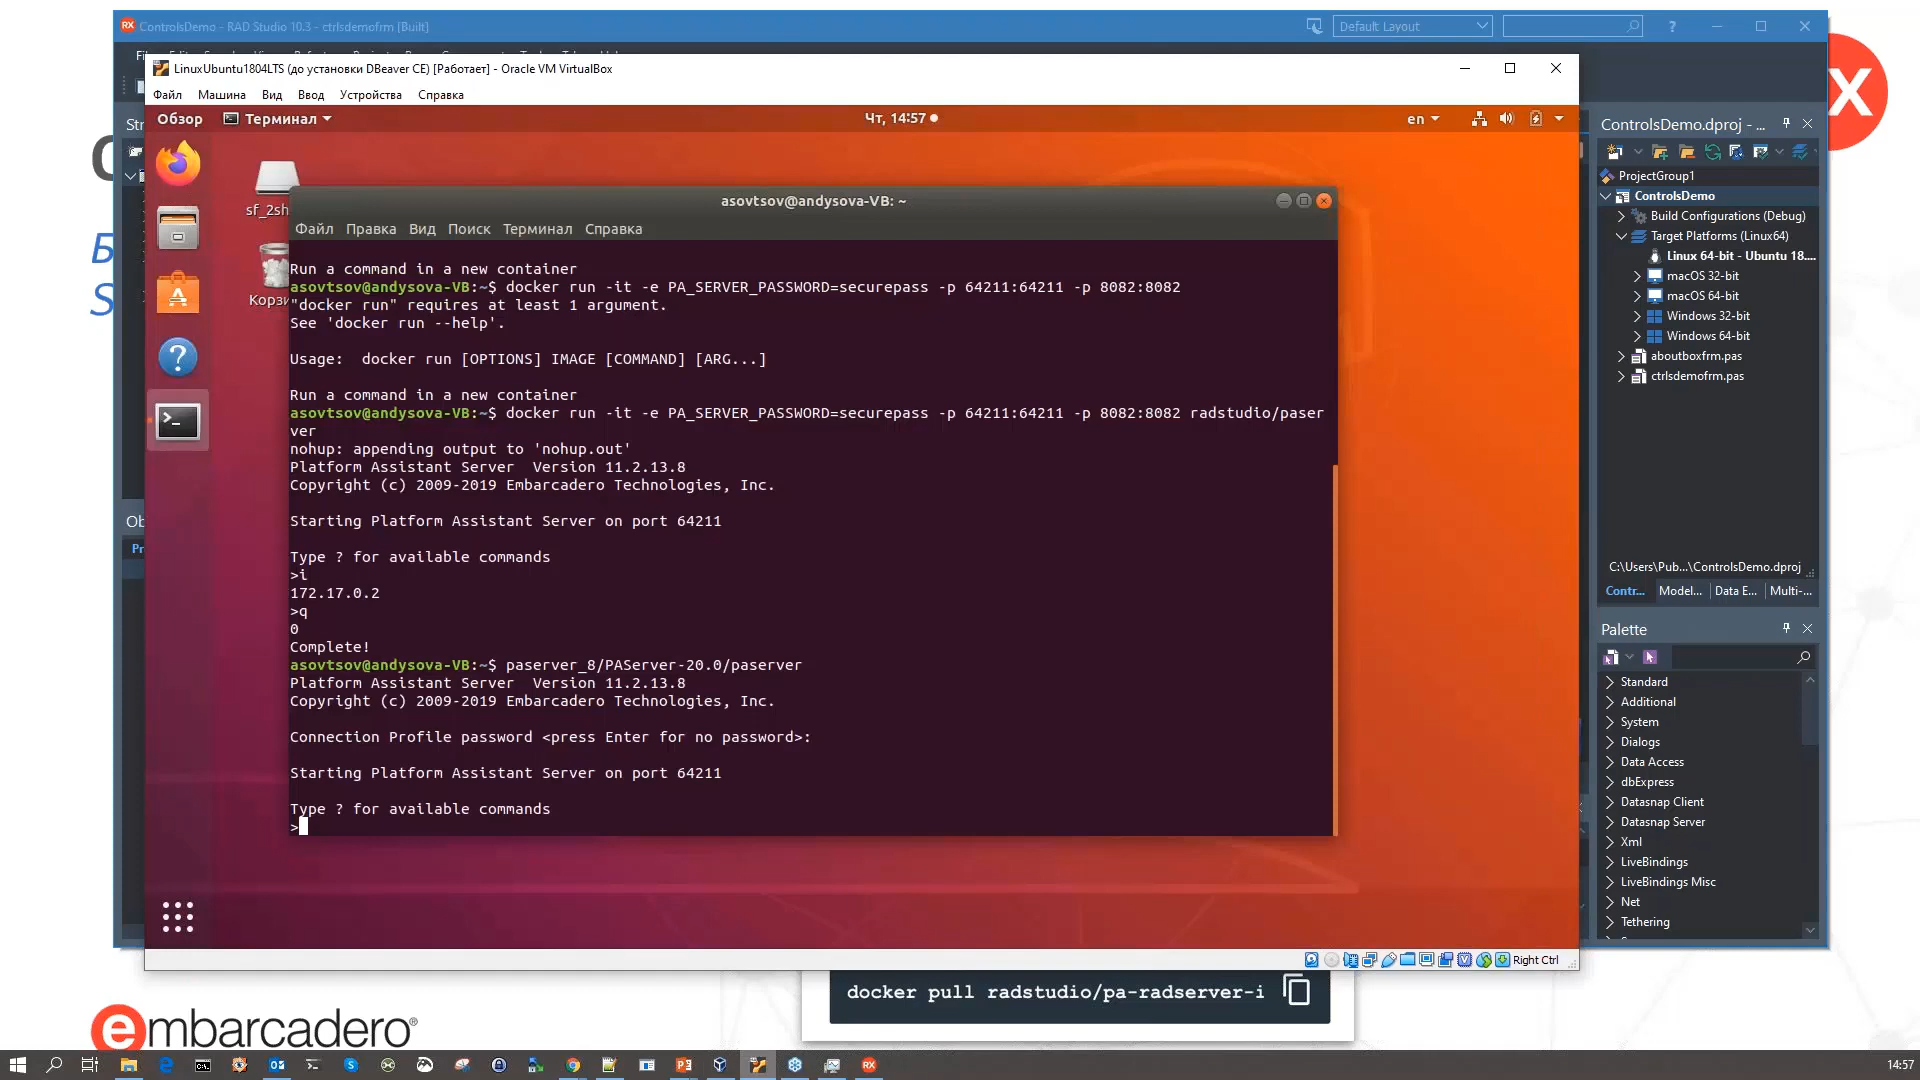 ControlsDemo - RAD Studio 10.3 - ctrlsdemofrm [Built]
Default Layout
LinuxUbuntu1804LTS (до установки DBeaver CE) [Работает] - Oracle VM VirtualBox
Файл Машина Вид Ввод Устройства Справка
Обзор Терминал Чт, 14:57 en
sf_2sh
Корзи
asovtsov@andysova-VB: ~
Файл Правка Вид Поиск Терминал Справка
Run a command in a new container
asovtsov@andysova-VB:~$ docker run -it -e PA_SERVER_PASSWORD=securepass -p 64211:64211 -p 8082:8082
"docker run" requires at least 1 argument.
See 'docker run --help'.
Usage:  docker run [OPTIONS] IMAGE [COMMAND] [ARG...]
Run a command in a new container
asovtsov@andysova-VB:~$ docker run -it -e PA_SERVER_PASSWORD=securepass -p 64211:64211 -p 8082:8082 radstudio/paser
ver
nohup: appending output to 'nohup.out'
Platform Assistant Server  Version 11.2.13.8
Copyright (c) 2009-2019 Embarcadero Technologies, Inc.
Starting Platform Assistant Server on port 64211
Type ? for available commands
>i
172.17.0.2
>q
0
Complete!
asovtsov@andysova-VB:~$ paserver_8/PAServer-20.0/paserver
Platform Assistant Server  Version 11.2.13.8
Copyright (c) 2009-2019 Embarcadero Technologies, Inc.
Connection Profile password <press Enter for no password>:
Starting Platform Assistant Server on port 64211
Type ? for available commands
>
Right Ctrl
ControlsDemo.dproj - ...
ProjectGroup1
ControlsDemo
Build Configurations (Debug)
Target Platforms (Linux64)
Linux 64-bit - Ubuntu 18....
macOS 32-bit
macOS 64-bit
Windows 32-bit
Windows 64-bit
aboutboxfrm.pas
ctrlsdemofrm.pas
C:\Users\Pub...\ControlsDemo.dproj
Contr... Model... Data E... Multi-...
Palette
Standard
Additional
System
Dialogs
Data Access
dbExpress
Datasnap Client
Datasnap Server
Xml
LiveBindings
LiveBindings Misc
Net
Tethering
docker pull radstudio/pa-radserver-i
embarcadero®
14:57